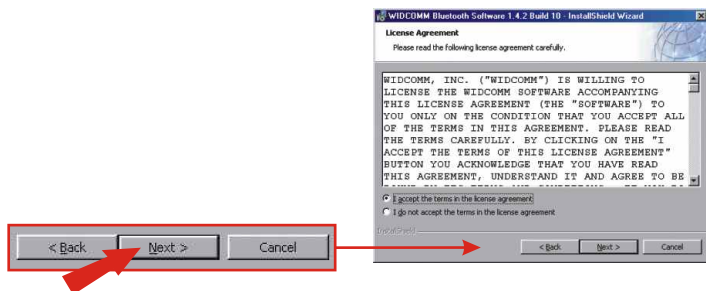 WIDCOMM Bluetooth Software 1.4.2 Build 10 - InstallShield Wizard
License Agreement
Please read the following license agreement carefully.
WIDCOMM, INC. ("WIDCOMM") IS WILLING TO
LICENSE THE WIDCOMM SOFTWARE ACCOMPANYING
THIS LICENSE AGREEMENT (THE "SOFTWARE") TO
YOU ONLY ON THE CONDITION THAT YOU ACCEPT ALL
OF THE TERMS IN THIS AGREEMENT. PLEASE READ
THE TERMS CAREFULLY. BY CLICKING ON THE "I
ACCEPT THE TERMS OF THIS LICENSE AGREEMENT"
BUTTON YOU ACKNOWLEDGE THAT YOU HAVE READ
THIS AGREEMENT, UNDERSTAND IT AND AGREE TO BE
I accept the terms in the license agreement
I do not accept the terms in the license agreement
InstallShield
< Back Next > Cancel
< Back Next > Cancel